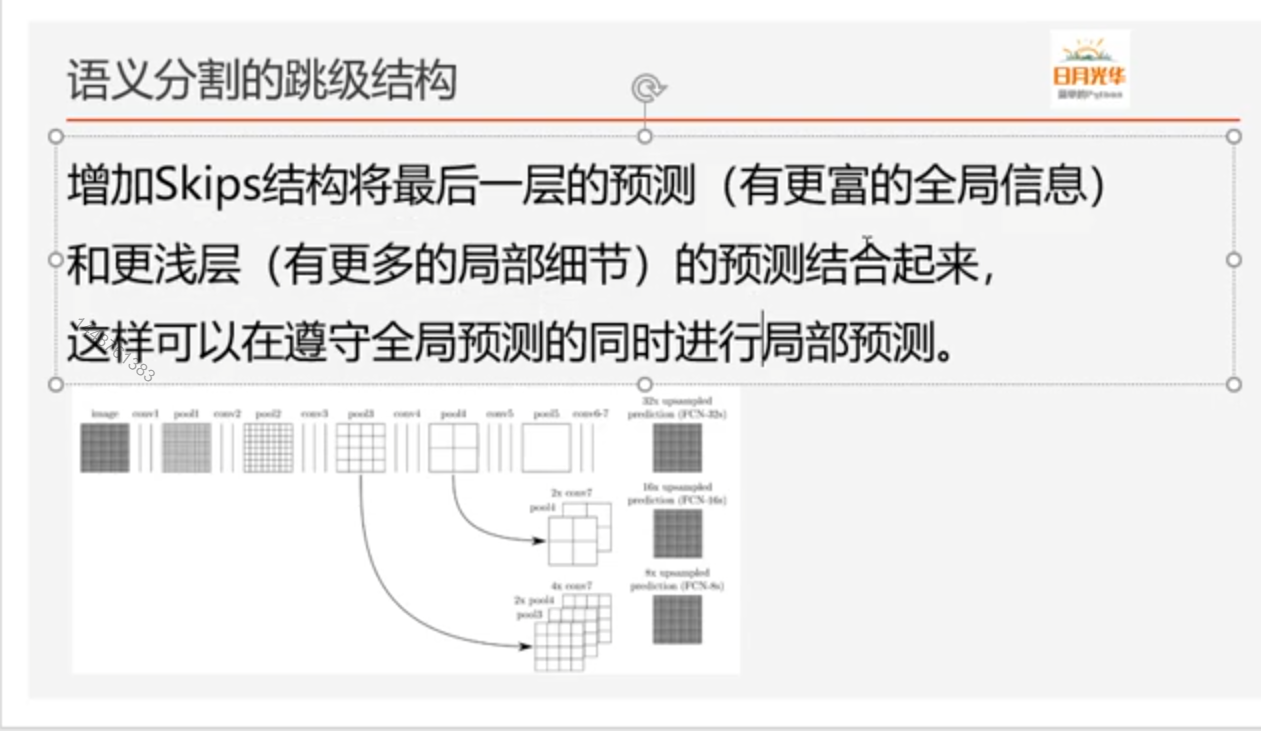 语义分割的跳级结构
日月光华
增加Skips结构将最后一层的预测（有更富的全局信息）
和更浅层（有更多的局部细节）的预测结合起来，
这样可以在遵守全局预测的同时进行局部预测。
image conv1 pool1 conv2 pool2 conv3 pool3 conv4 pool4 conv5 pool5 conv6-7
32x upsampled
prediction (FCN-32s)
16x upsampled
prediction (FCN-16s)
2x conv7
pool4
8x upsampled
prediction (FCN-8s)
4x conv7
2x pool4
pool3